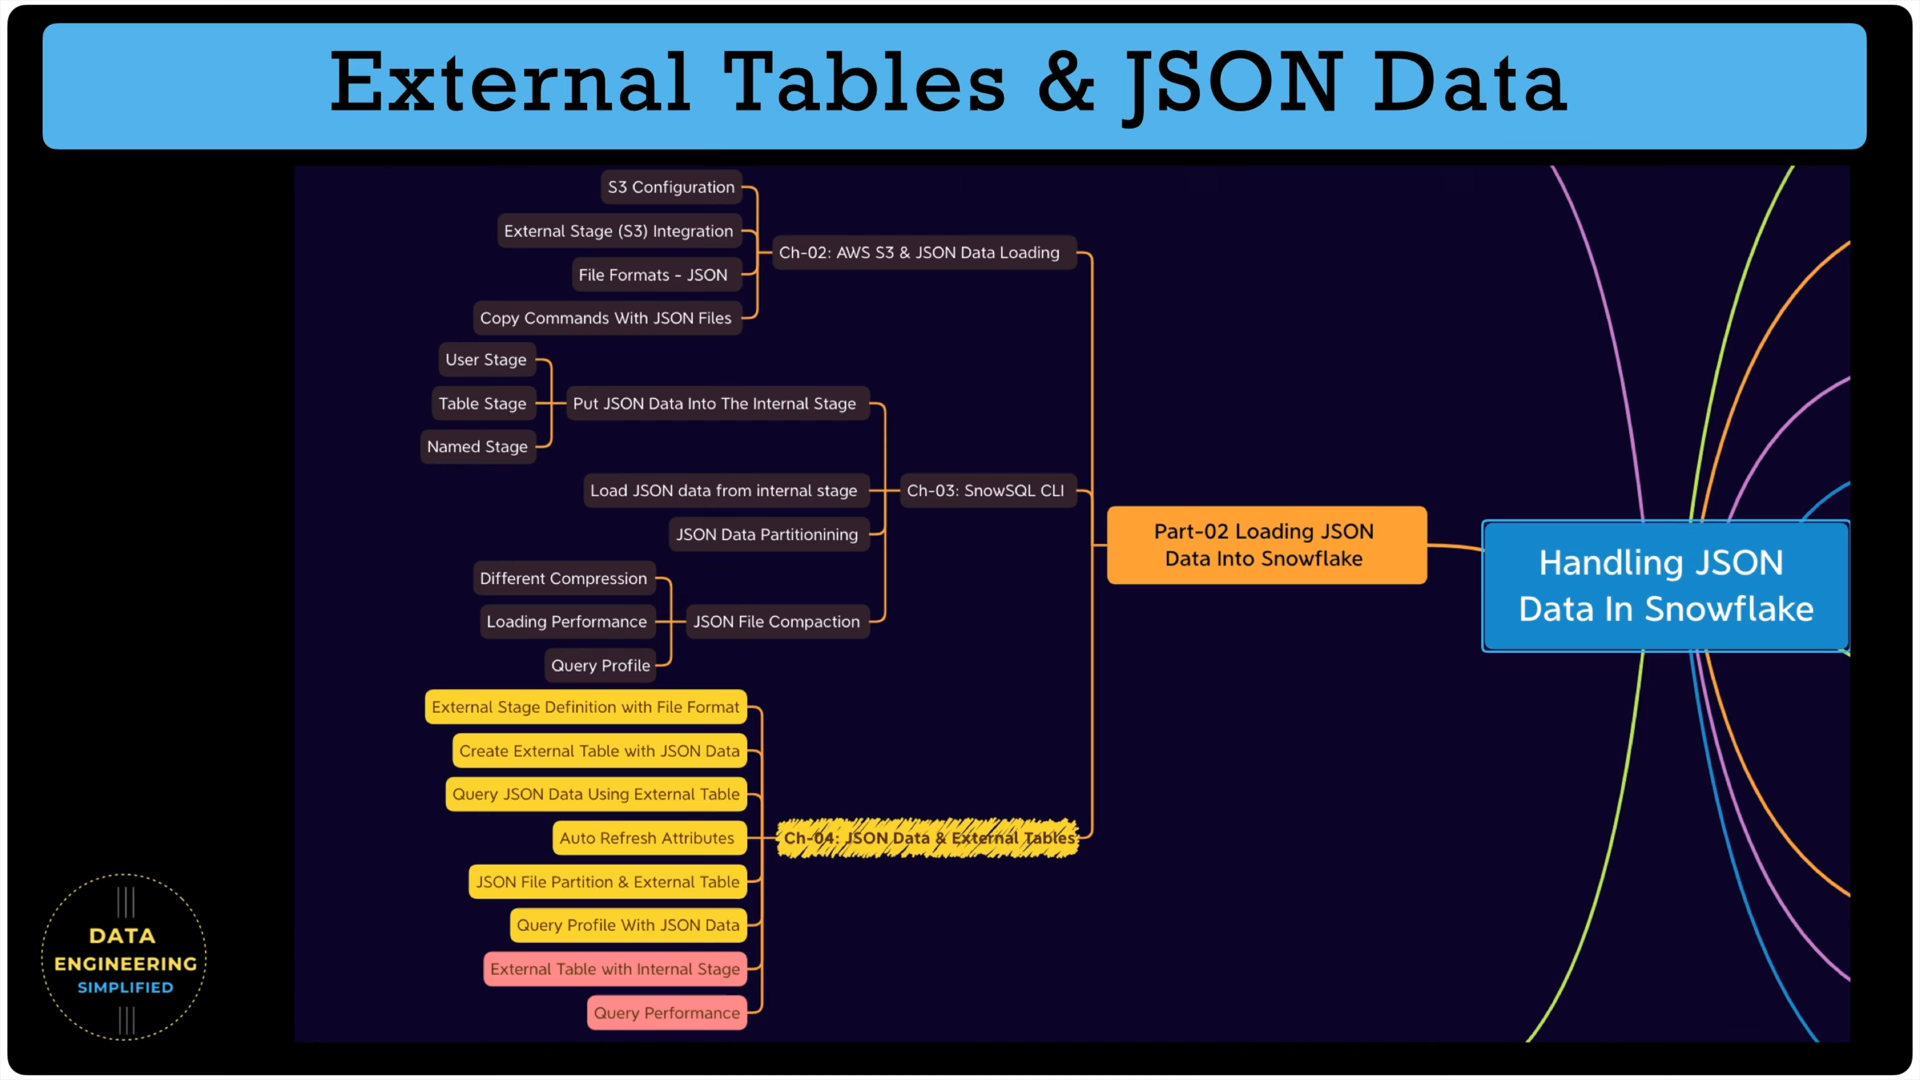 External Tables & JSON Data
S3 Configuration
External Stage (S3) Integration
File Formats - JSON
Copy Commands With JSON Files
Ch-02: AWS S3 & JSON Data Loading
User Stage
Table Stage
Named Stage
Put JSON Data Into The Internal Stage
Load JSON data from internal stage
JSON Data Partitionining
Ch-03: SnowSQL CLI
Different Compression
Loading Performance
Query Profile
JSON File Compaction
External Stage Definition with File Format
Create External Table with JSON Data
Query JSON Data Using External Table
Auto Refresh Attributes
JSON File Partition & External Table
Query Profile With JSON Data
External Table with Internal Stage
Query Performance
Ch-04: JSON Data & External Tables
Part-02 Loading JSON
Data Into Snowflake
Handling JSON
Data In Snowflake
DATA
ENGINEERING
SIMPLIFIED